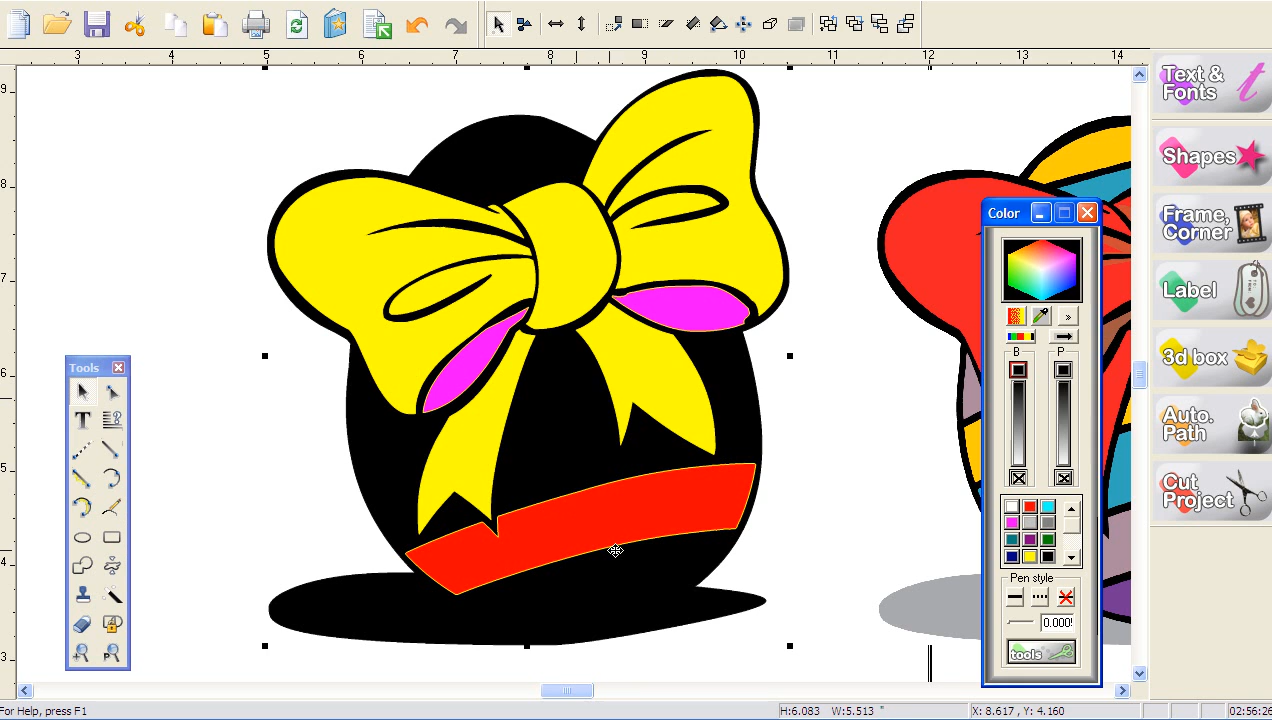 3 4 5 6 7 8 9 10 11 12 13 14
9
8
7
6
5
4
3
Tools
T
P
Color
»
B P
Pen style
0.000
tools
Text &
Fonts
t
Shapes
Frame,
Corner
Label
3d box
Auto.
Path
Cut
Project
For Help, press F1
H:6.083 W:5.513 "
X: 8.617 , Y: 4.160
02:56:26